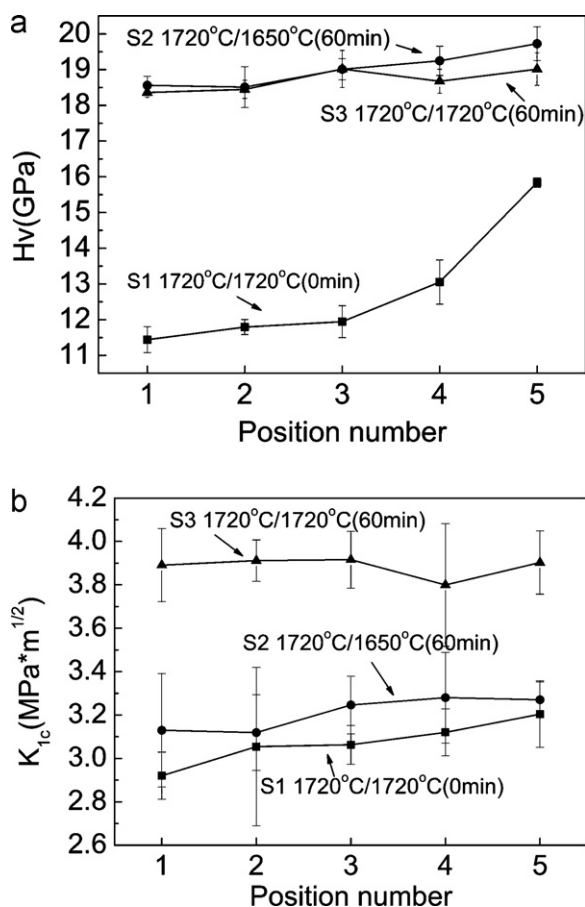 a
20
19
18
17
16
15
14
13
12
11
Hv(GPa)
S2 1720°C/1650°C(60min)
S3 1720°C/1720°C(60min)
S1 1720°C/1720°C(0min)
1 2 3 4 5
Position number
b
4.2
4.0
3.8
3.6
3.4
3.2
3.0
2.8
2.6
K1c(MPa*m1/2)
S3 1720°C/1720°C(60min)
S2 1720°C/1650°C(60min)
S1 1720°C/1720°C(0min)
1 2 3 4 5
Position number